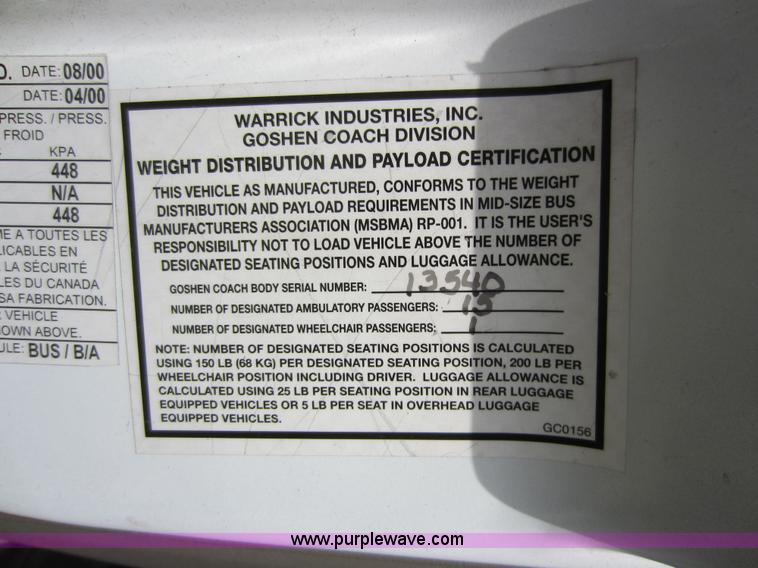 O. DATE: 08/00
DATE: 04/00
PRESS. / PRESS.
FROID
KPA
448
N/A
448
ME A TOUTES LES
LICABLES EN
LA SÉCURITÉ
LES DU CANADA
SA FABRICATION.
VEHICLE
OWN ABOVE.
ULE: BUS / B/A
WARRICK INDUSTRIES, INC.
GOSHEN COACH DIVISION
WEIGHT DISTRIBUTION AND PAYLOAD CERTIFICATION
THIS VEHICLE AS MANUFACTURED, CONFORMS TO THE WEIGHT
DISTRIBUTION AND PAYLOAD REQUIREMENTS IN MID-SIZE BUS
MANUFACTURERS ASSOCIATION (MSBMA) RP-001. IT IS THE USER'S
RESPONSIBILITY NOT TO LOAD VEHICLE ABOVE THE NUMBER OF
DESIGNATED SEATING POSITIONS AND LUGGAGE ALLOWANCE.
GOSHEN COACH BODY SERIAL NUMBER: 13540
NUMBER OF DESIGNATED AMBULATORY PASSENGERS: 15
NUMBER OF DESIGNATED WHEELCHAIR PASSENGERS; 1
NOTE: NUMBER OF DESIGNATED SEATING POSITIONS IS CALCULATED
USING 150 LB (68 KG) PER DESIGNATED SEATING POSITION, 200 LB PER
WHEELCHAIR POSITION INCLUDING DRIVER. LUGGAGE ALLOWANCE IS
CALCULATED USING 25 LB PER SEATING POSITION IN REAR LUGGAGE
EQUIPPED VEHICLES OR 5 LB PER SEAT IN OVERHEAD LUGGAGE
EQUIPPED VEHICLES.
GC0156
www.purplewave.com